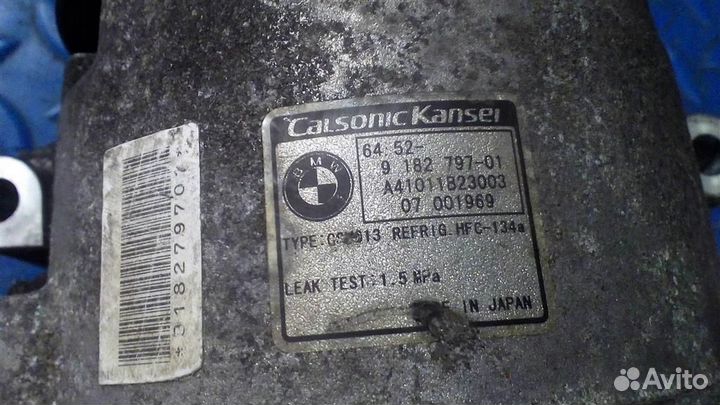 CaLsonic Kansei
BMW
64 52-
9 182 797-01
A41011823003
07 001969
REFRIG.HFC-134a
TYPE:
LEAK TEST:1.5 MPa
IN JAPAN
Avito